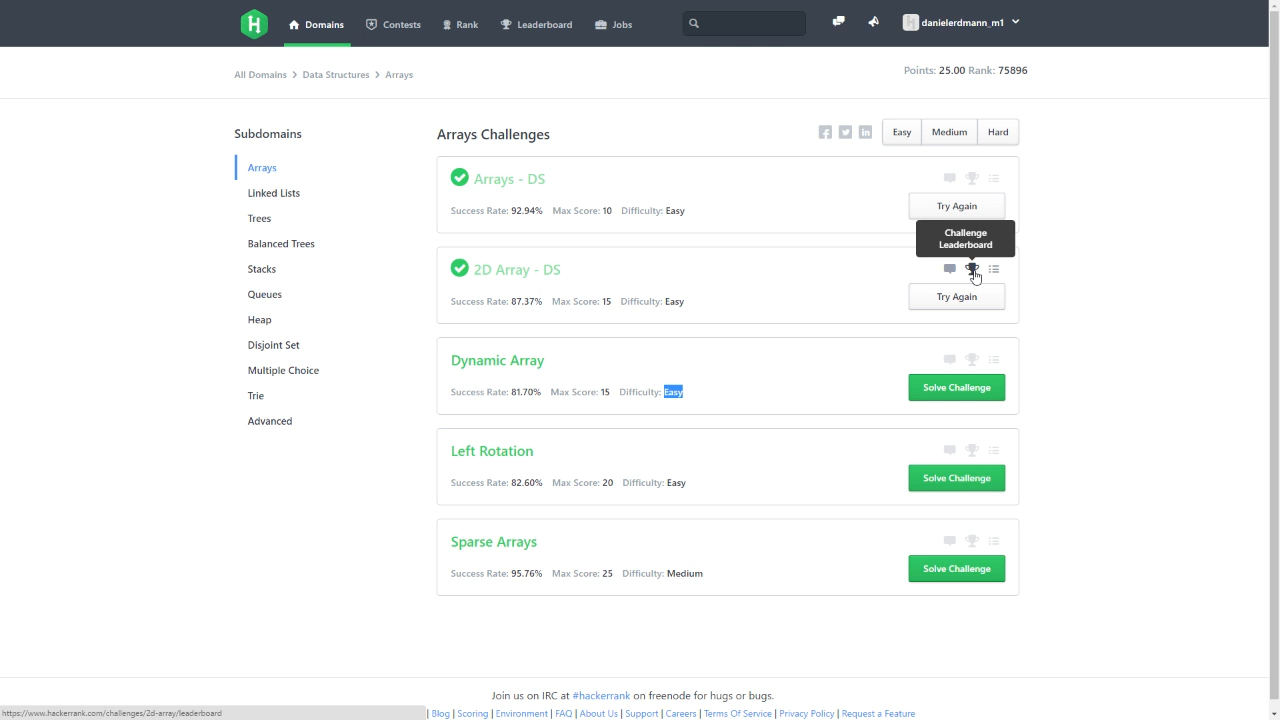 Domains Contests Rank Leaderboard Jobs danielerdmann_m1
All Domains > Data Structures > Arrays
Points: 25.00 Rank: 75896
Subdomains
Arrays
Linked Lists
Trees
Balanced Trees
Stacks
Queues
Heap
Disjoint Set
Multiple Choice
Trie
Advanced
Arrays Challenges
Easy Medium Hard
Arrays - DS
Success Rate: 92.94% Max Score: 10 Difficulty: Easy
Try Again
Challenge
Leaderboard
2D Array - DS
Success Rate: 87.37% Max Score: 15 Difficulty: Easy
Try Again
Dynamic Array
Success Rate: 81.70% Max Score: 15 Difficulty: Easy
Solve Challenge
Left Rotation
Success Rate: 82.60% Max Score: 20 Difficulty: Easy
Solve Challenge
Sparse Arrays
Success Rate: 95.76% Max Score: 25 Difficulty: Medium
Solve Challenge
Join us on IRC at #hackerrank on freenode for hugs or bugs.
https://www.hackerrank.com/challenges/2d-array/leaderboard
| Blog | Scoring | Environment | FAQ | About Us | Support | Careers | Terms Of Service | Privacy Policy | Request a Feature